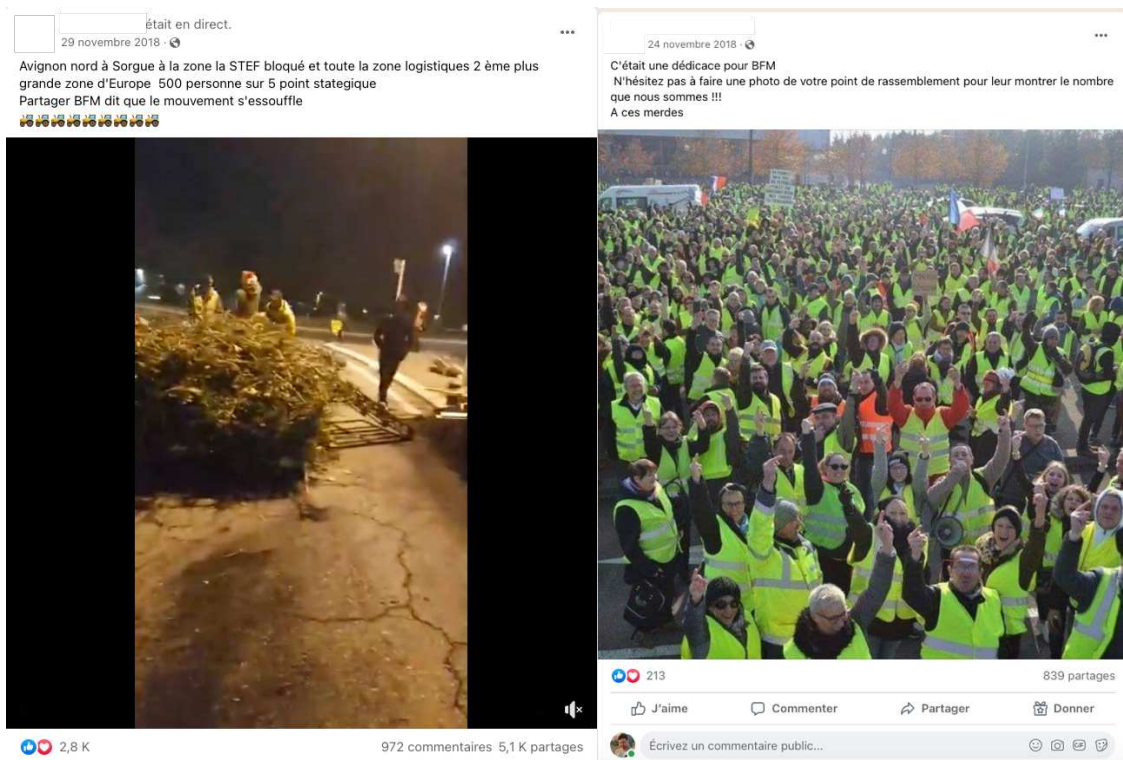 était en direct.
29 novembre 2018
Avignon nord à Sorgue à la zone la STEF bloqué et toute la zone logistiques 2 ème plus
grande zone d'Europe 500 personne sur 5 point stategique
Partager BFM dit que le mouvement s'essouffle
2,8 K
972 commentaires 5,1 K partages
24 novembre 2018
C'était une dédicace pour BFM
N'hésitez pas à faire une photo de votre point de rassemblement pour leur montrer le nombre
que nous sommes !!!
A ces merdes
213
839 partages
J'aime
Commenter
Partager
Donner
Écrivez un commentaire public...